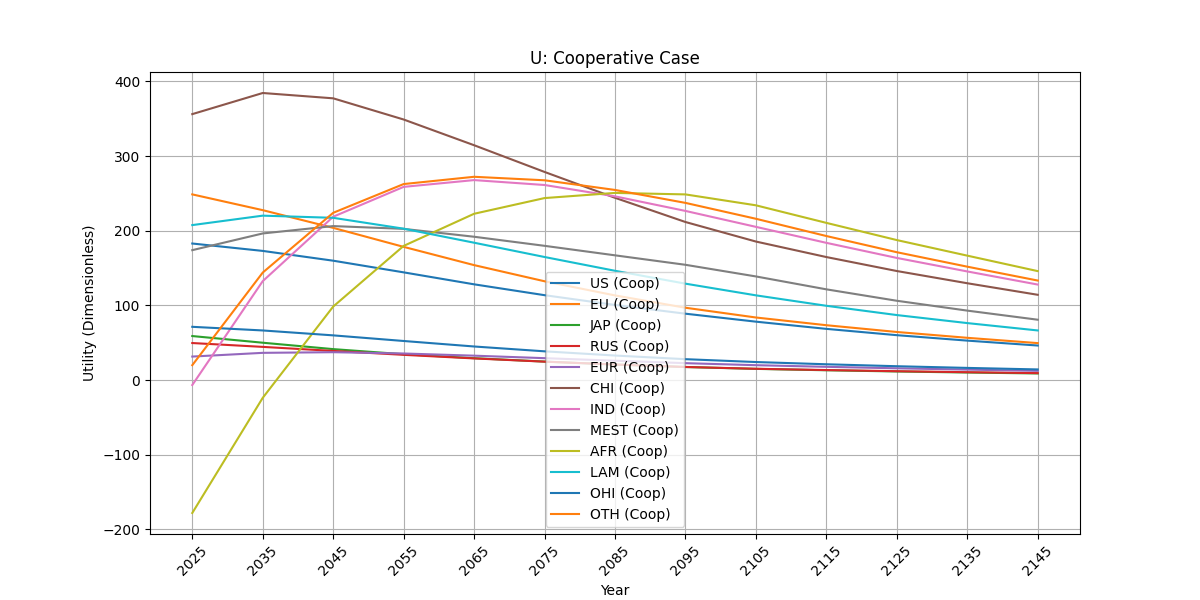 U: Cooperative Case
Utility (Dimensionless)
400
300
200
100
0
−100
−200
US (Coop)
EU (Coop)
JAP (Coop)
RUS (Coop)
EUR (Coop)
CHI (Coop)
IND (Coop)
MEST (Coop)
AFR (Coop)
LAM (Coop)
OHI (Coop)
OTH (Coop)
2025 2035 2045 2055 2065 2075 2085 2095 2105 2115 2125 2135 2145
Year